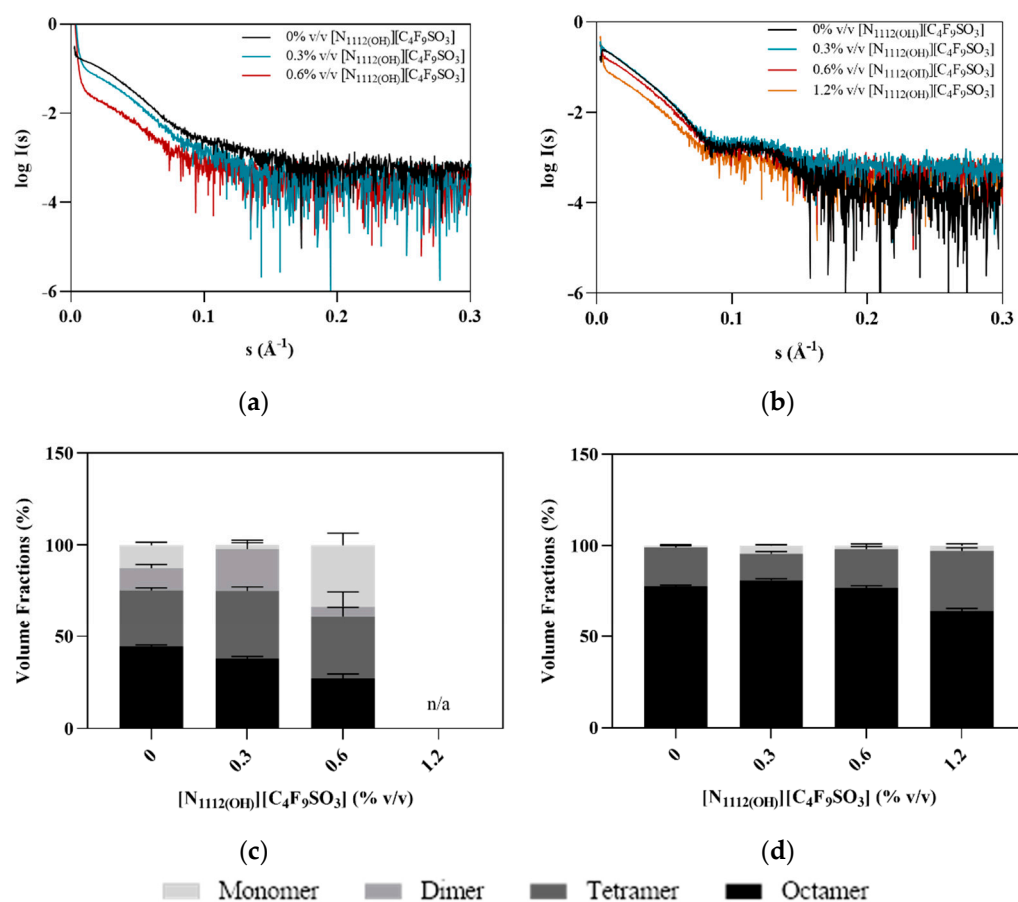 0% v/v [N1112(OH)][C4F9SO3]
0.3% v/v [N1112(OH)][C4F9SO3]
0.6% v/v [N1112(OH)][C4F9SO3]
log I(s)
0
-2
-4
-6
0.0 0.1 0.2 0.3
s (Å-1)
(a)
0% v/v [N1112(OH)][C4F9SO3]
0.3% v/v [N1112(OH)][C4F9SO3]
0.6% v/v [N1112(OH)][C4F9SO3]
1.2% v/v [N1112(OH)][C4F9SO3]
log I(s)
0
-2
-4
-6
0.0 0.1 0.2 0.3
s (Å-1)
(b)
Volume Fractions (%)
150
100
50
0
n/a
0 0.3 0.6 1.2
[N1112(OH)][C4F9SO3] (% v/v)
(c)
Volume Fractions (%)
150
100
50
0
0 0.3 0.6 1.2
[N1112(OH)][C4F9SO3] (% v/v)
(d)
Monomer Dimer Tetramer Octamer